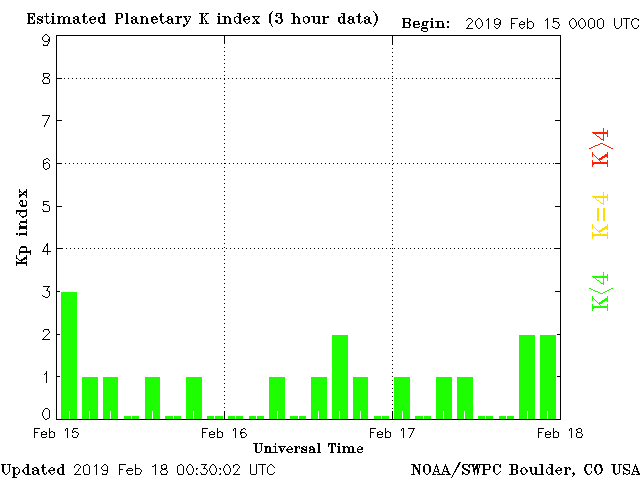 Estimated Planetary K index (3 hour data) Begin: 2019 Feb 15 0000 UTC
9
8
7
6
5
4
3
2
1
0
Kp index
K>4
K=4
K<4
Feb 15 Feb 16 Feb 17 Feb 18
Universal Time
Updated 2019 Feb 18 00:30:02 UTC NOAA/SWPC Boulder, CO USA